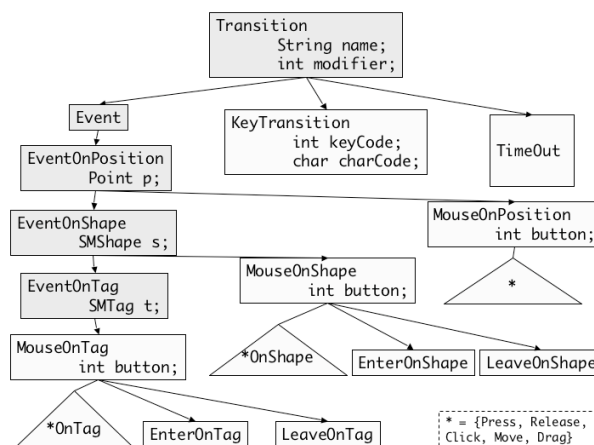 Transition
String name;
int modifier;
Event
KeyTransition
int keyCode;
char charCode;
TimeOut
EventOnPosition
Point p;
MouseOnPosition
int button;
*
EventOnShape
SMShape s;
MouseOnShape
int button;
EventOnTag
SMTag t;
*OnShape
EnterOnShape
LeaveOnShape
MouseOnTag
int button;
*OnTag
EnterOnTag
LeaveOnTag
* = {Press, Release,
Click, Move, Drag}